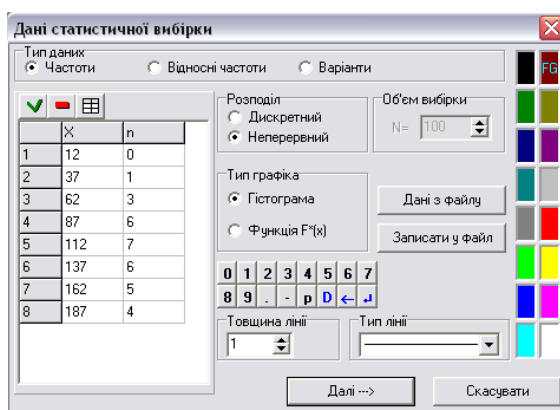 Дані статистичної вибірки
Тип даних
Частоти Відносні частоти Варіанти
X n
1 12 0
2 37 1
3 62 3
4 87 6
5 112 7
6 137 6
7 162 5
8 187 4
Розподіл
Дискретний
Неперервний
Об'єм вибірки
N= 100
Тип графіка
Гістограма
Функція F*(x)
Дані з файлу
Записати у файл
0 1 2 3 4 5 6 7
8 9 . - p D ← ↲
Товщина лінії
1
Тип лінії
Далі --->
Скасувати
FG